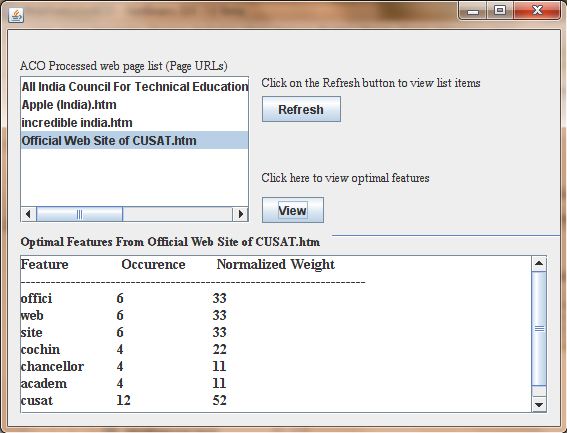 ACO Processed web page list (Page URLs)
All India Council For Technical Education
Apple (India).htm
incredible india.htm
Official Web Site of CUSAT.htm
Click on the Refresh button to view list items
Refresh
Click here to view optimal features
View
Optimal Features From Official Web Site of CUSAT.htm
Feature Occurence Normalized Weight
--------------------------------------------------------------------------------
offici 6 33
web 6 33
site 6 33
cochin 4 22
chancellor 4 11
academ 4 11
cusat 12 52